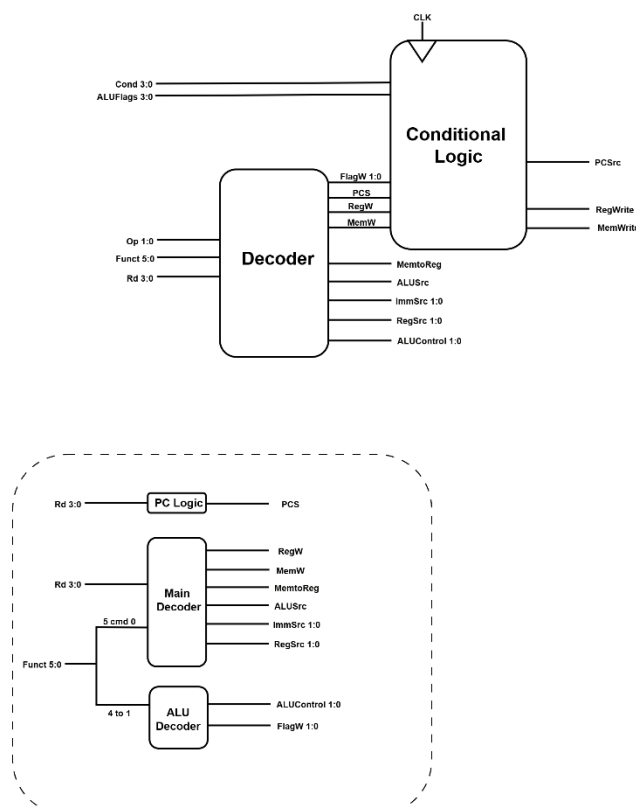 CLK
Cond 3:0
ALUFlags 3:0
Conditional
Logic
PCSrc
FlagW 1:0
PCS
RegW
MemW
RegWrite
MemWrite
Op 1:0
Funct 5:0
Rd 3:0
Decoder
MemtoReg
ALUSrc
ImmSrc 1:0
RegSrc 1:0
ALUControl 1:0
Rd 3:0
PC Logic
PCS
RegW
MemW
MemtoReg
Rd 3:0
Main
Decoder
ALUSrc
ImmSrc 1:0
RegSrc 1:0
5 cmd 0
Funct 5:0
4 to 1
ALU
Decoder
ALUControl 1:0
FlagW 1:0